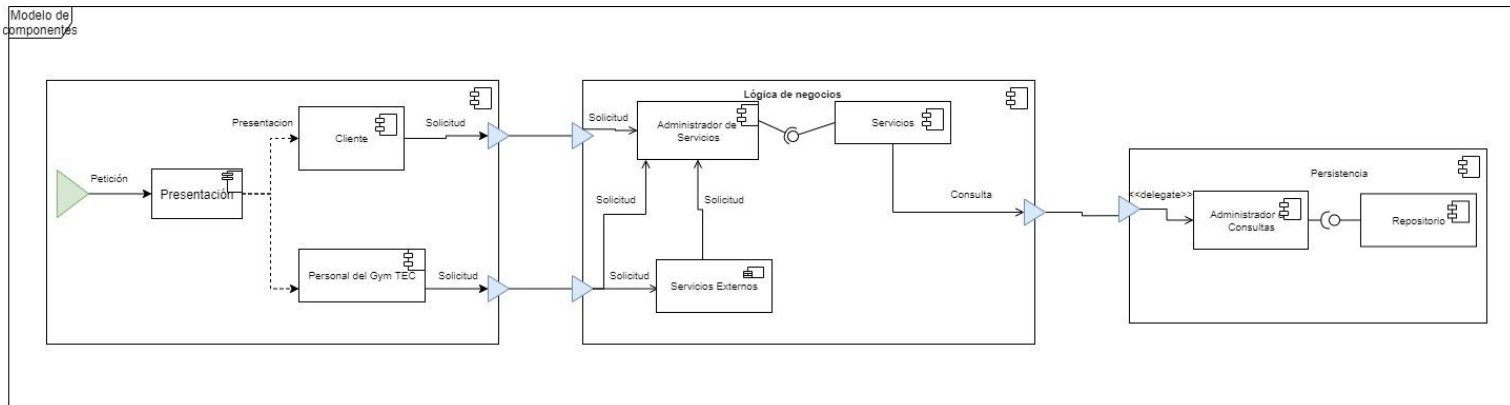 Modelo de
componentes
Presentacion
Cliente
Solicitud
Petición
Presentación
Personal del Gym TEC
Solicitud
Lógica de negocios
Solicitud
Administrador de
Servicios
Servicios
Solicitud
Solicitud
Consulta
Solicitud
Servicios Externos
Persistencia
<<delegate>>
Administrador de
Consultas
Repositorio